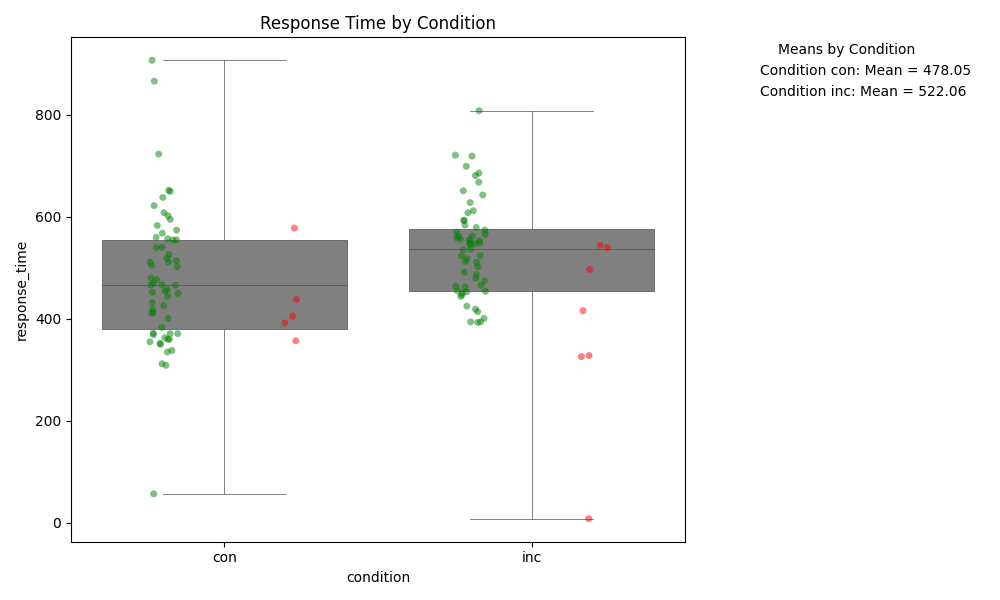 Response Time by Condition
Means by Condition
Condition con: Mean = 478.05
Condition inc: Mean = 522.06
response_time
800
600
400
200
0
con
inc
condition